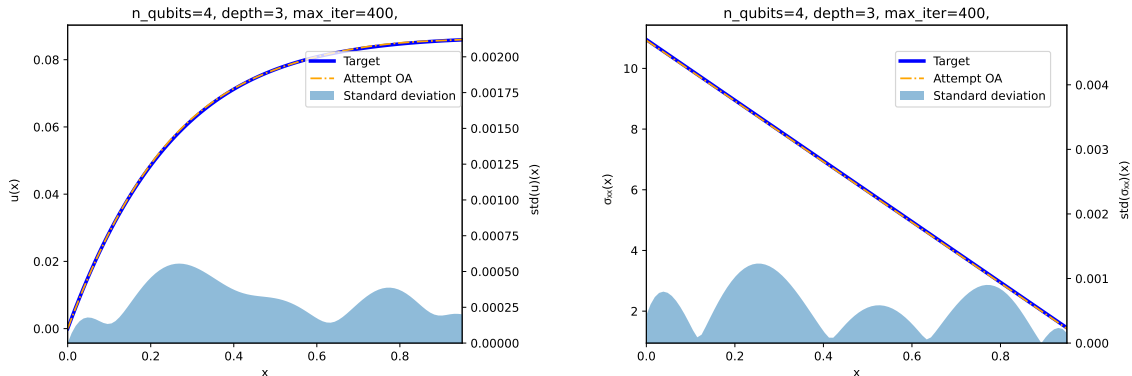 n_qubits=4, depth=3, max_iter=400,
0.08
0.06
0.04
0.02
0.00
u(x)
0.00200
0.00175
0.00150
0.00125
0.00100
0.00075
0.00050
0.00025
0.00000
std(u)(x)
Target
Attempt OA
Standard deviation
0.0
0.2
0.4
0.6
0.8
x
n_qubits=4, depth=3, max_iter=400,
10
8
6
4
2
σₓₓ(x)
0.004
0.003
0.002
0.001
0.000
std(σₓₓ)(x)
Target
Attempt OA
Standard deviation
0.0
0.2
0.4
0.6
0.8
x